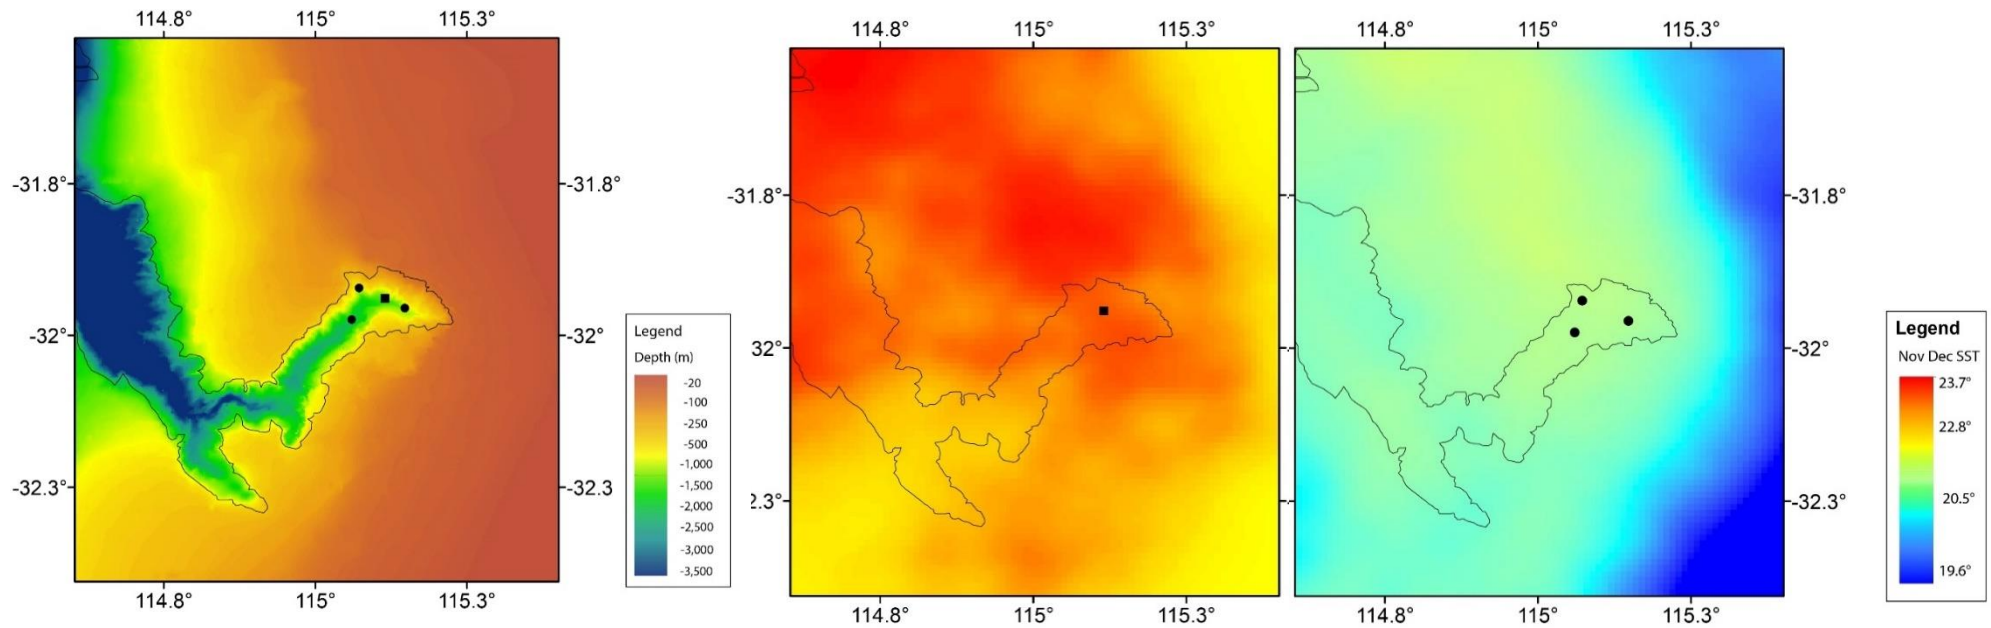 114.8° 115° 115.3°
-31.8° -31.8°
-32° -32°
-32.3° -32.3
114.8° 115° 115.3°
Legend
Depth (m)
-20
-100
-250
-500
-1,000
-1,500
-2,000
-2,500
-3,000
-3,500
114.8° 115° 115.3°
-31.8°
32°
2.3°
114.8° 115° 115.3°
114.8° 115° 115.3°
-31.8°
-32°
-32.3°
114.8° 115° 115.3°
Legend
Nov Dec SST
23.7°
22.8°
20.5°
19.6°